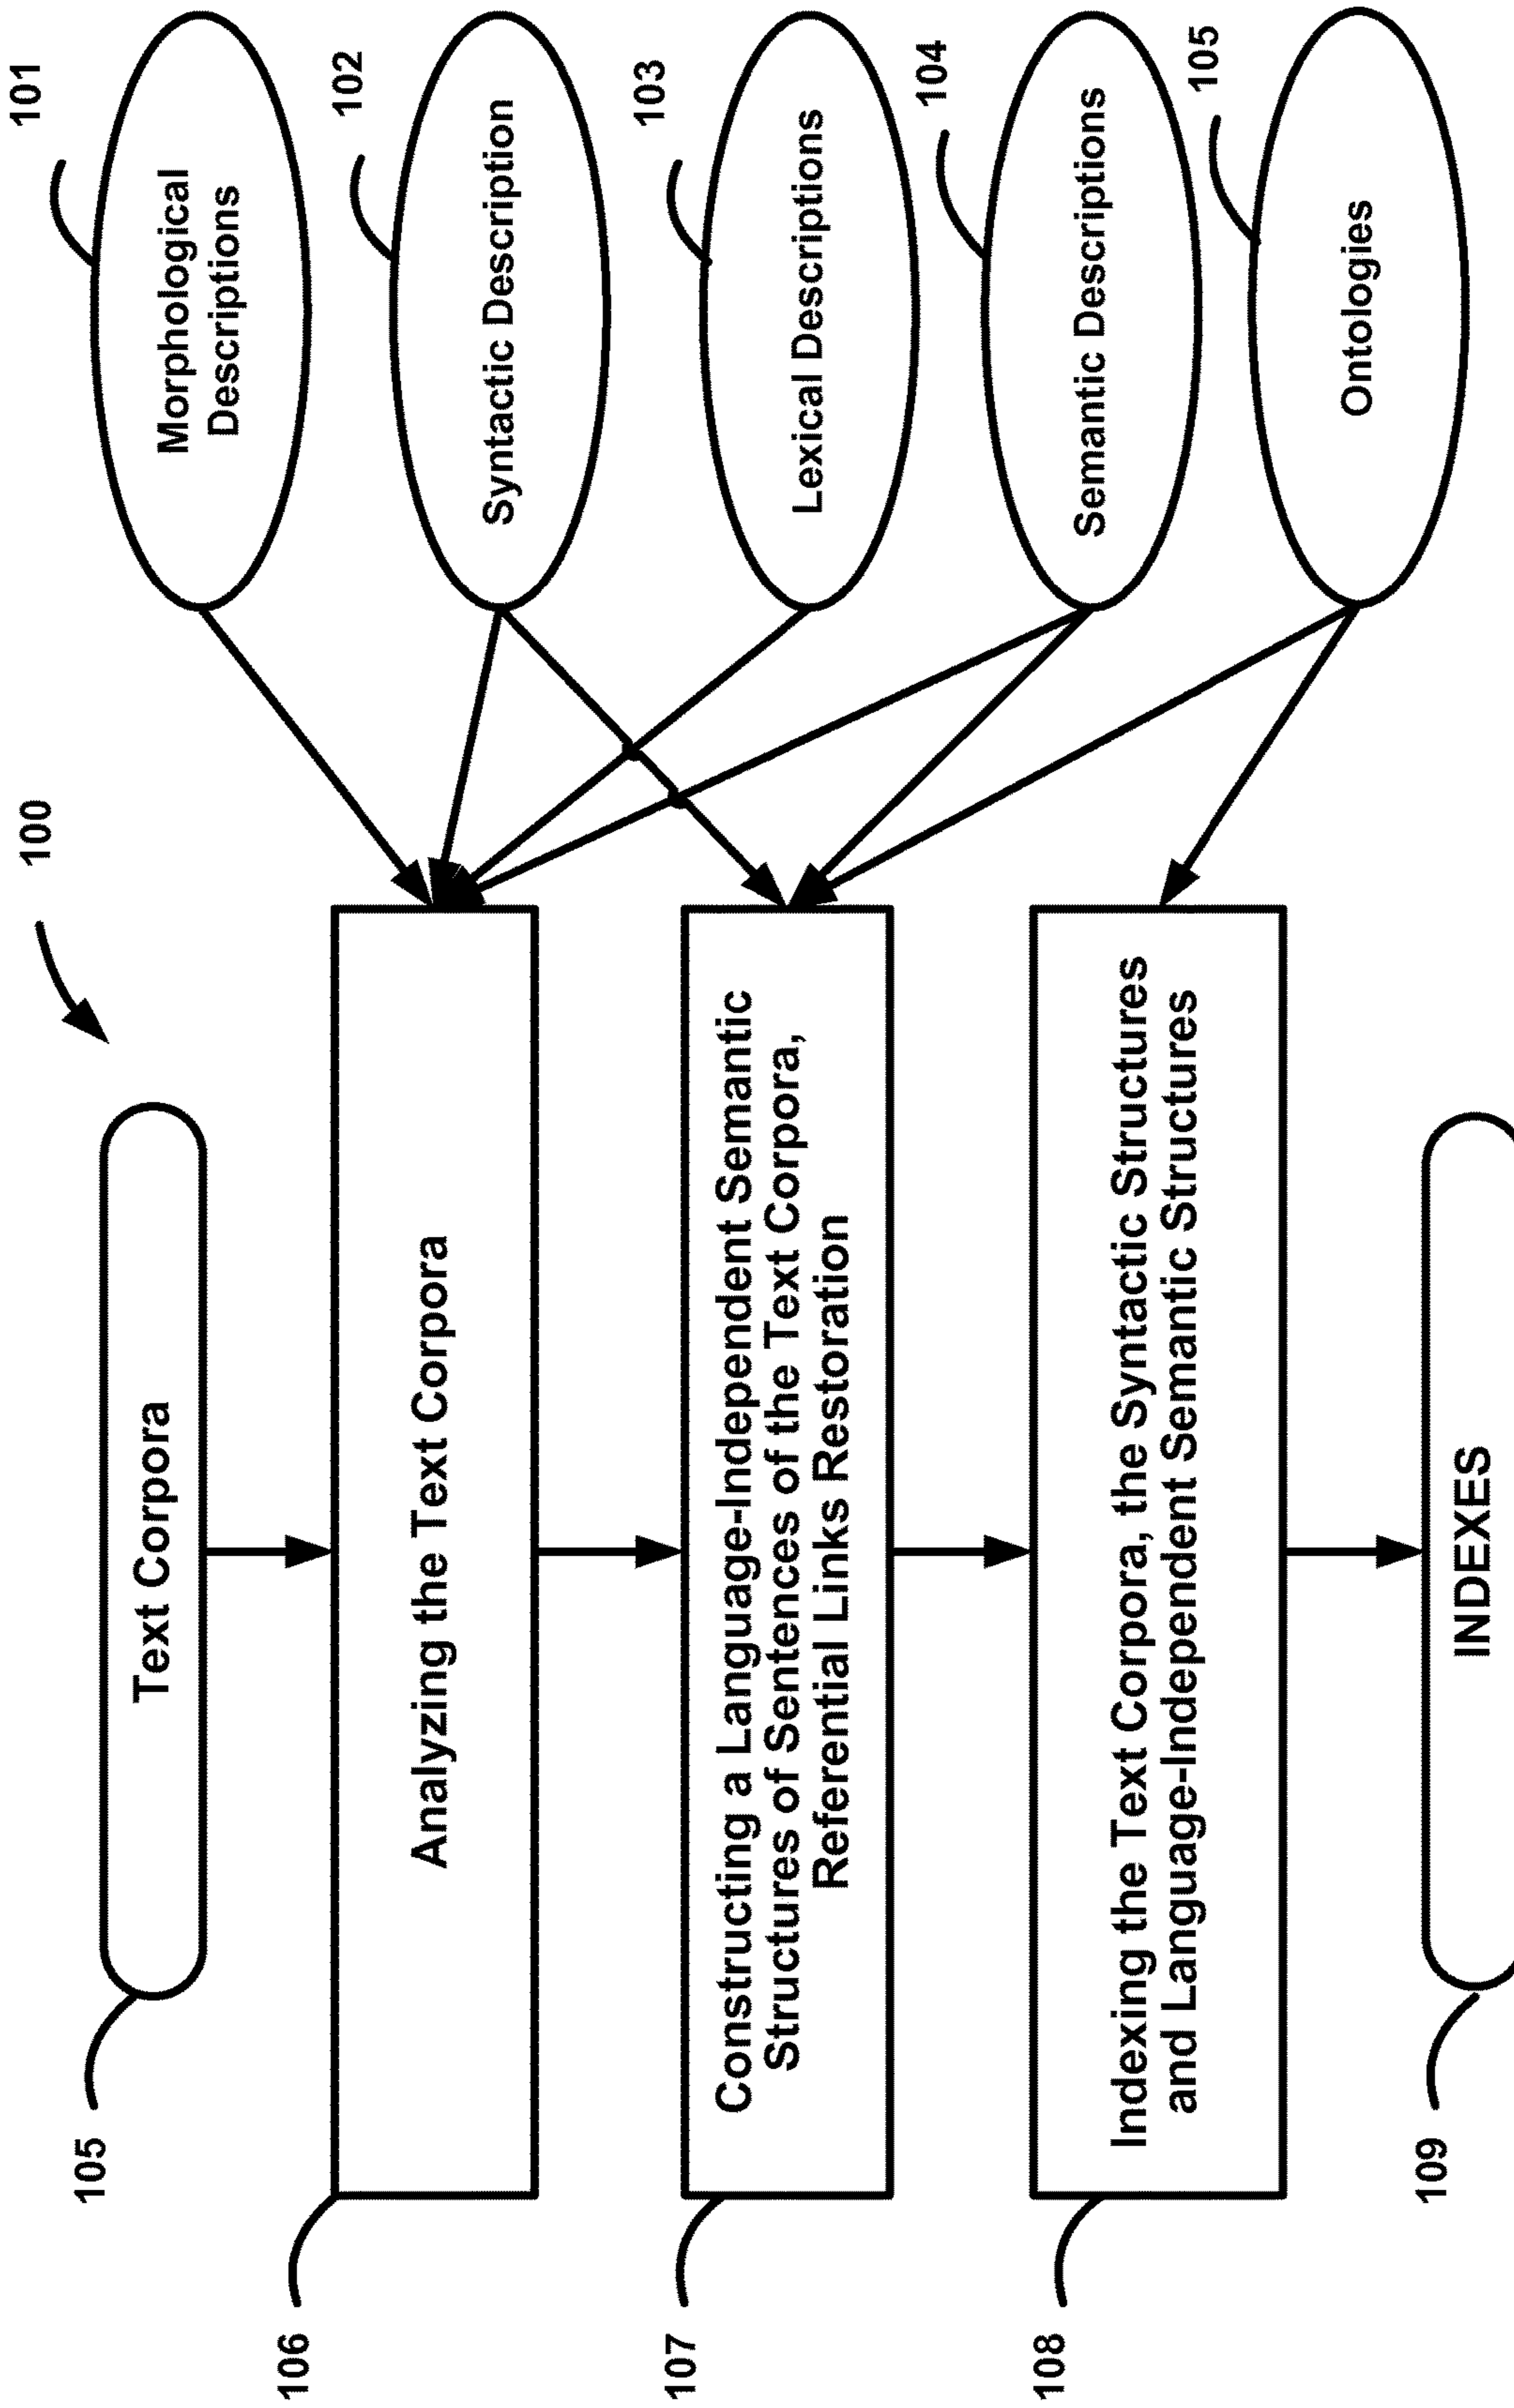 100
105
Text Corpora
106
Analyzing the Text Corpora
107
Constructing a Language-Independent Semantic
Structures of Sentences of the Text Corpora,
Referential Links Restoration
108
Indexing the Text Corpora, the Syntactic Structures
and Language-Independent Semantic Structures
109
INDEXES
101
Morphological
Descriptions
102
Syntactic Description
103
Lexical Descriptions
104
Semantic Descriptions
105
Ontologies